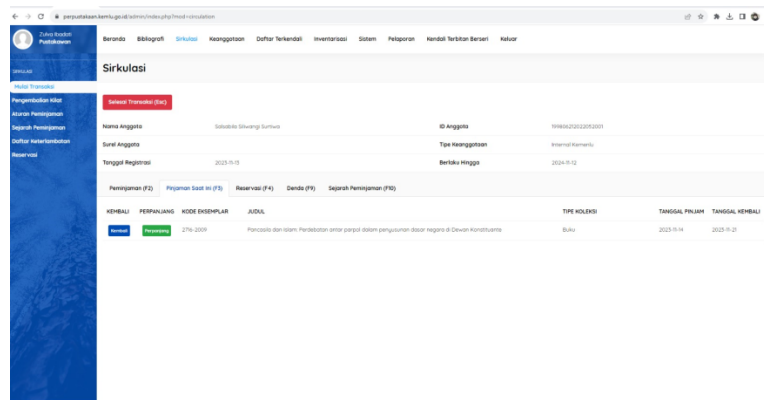 perpustakaan.kemlu.go.id/admin/index.php?mod=circulation
Zulva Ibadati
Pustakawan
Beranda Bibliografi Sirkulasi Keanggotaan Daftar Terkendali Inventarisasi Sistem Pelaporan Kendali Terbitan Berseri Keluar
SIRKULASI
Mulai Transaksi
Pengembalian Kilat
Aturan Peminjaman
Sejarah Peminjaman
Daftar Keterlambatan
Reservasi
Sirkulasi
Selesai Transaksi (Esc)
Nama Anggota Salsabila Siliwangi Surtiwa ID Anggota
Surel Anggota Tipe Keanggotaan Internal Kemenlu
Tanggal Registrasi 2023-11-13 Berlaku Hingga 2024-11-12
Peminjaman (F2) Pinjaman Saat Ini (F3) Reservasi (F4) Denda (F9) Sejarah Peminjaman (F10)
KEMBALI PERPANJANG KODE EKSEMPLAR JUDUL TIPE KOLEKSI TANGGAL PINJAM TANGGAL KEMBALI
Kembali Perpanjang 2716-2009 Pancasila dan Islam: Perdebatan antar parpol dalam penyusunan dasar negara di Dewan Konstituante Buku 2023-11-14 2023-11-21